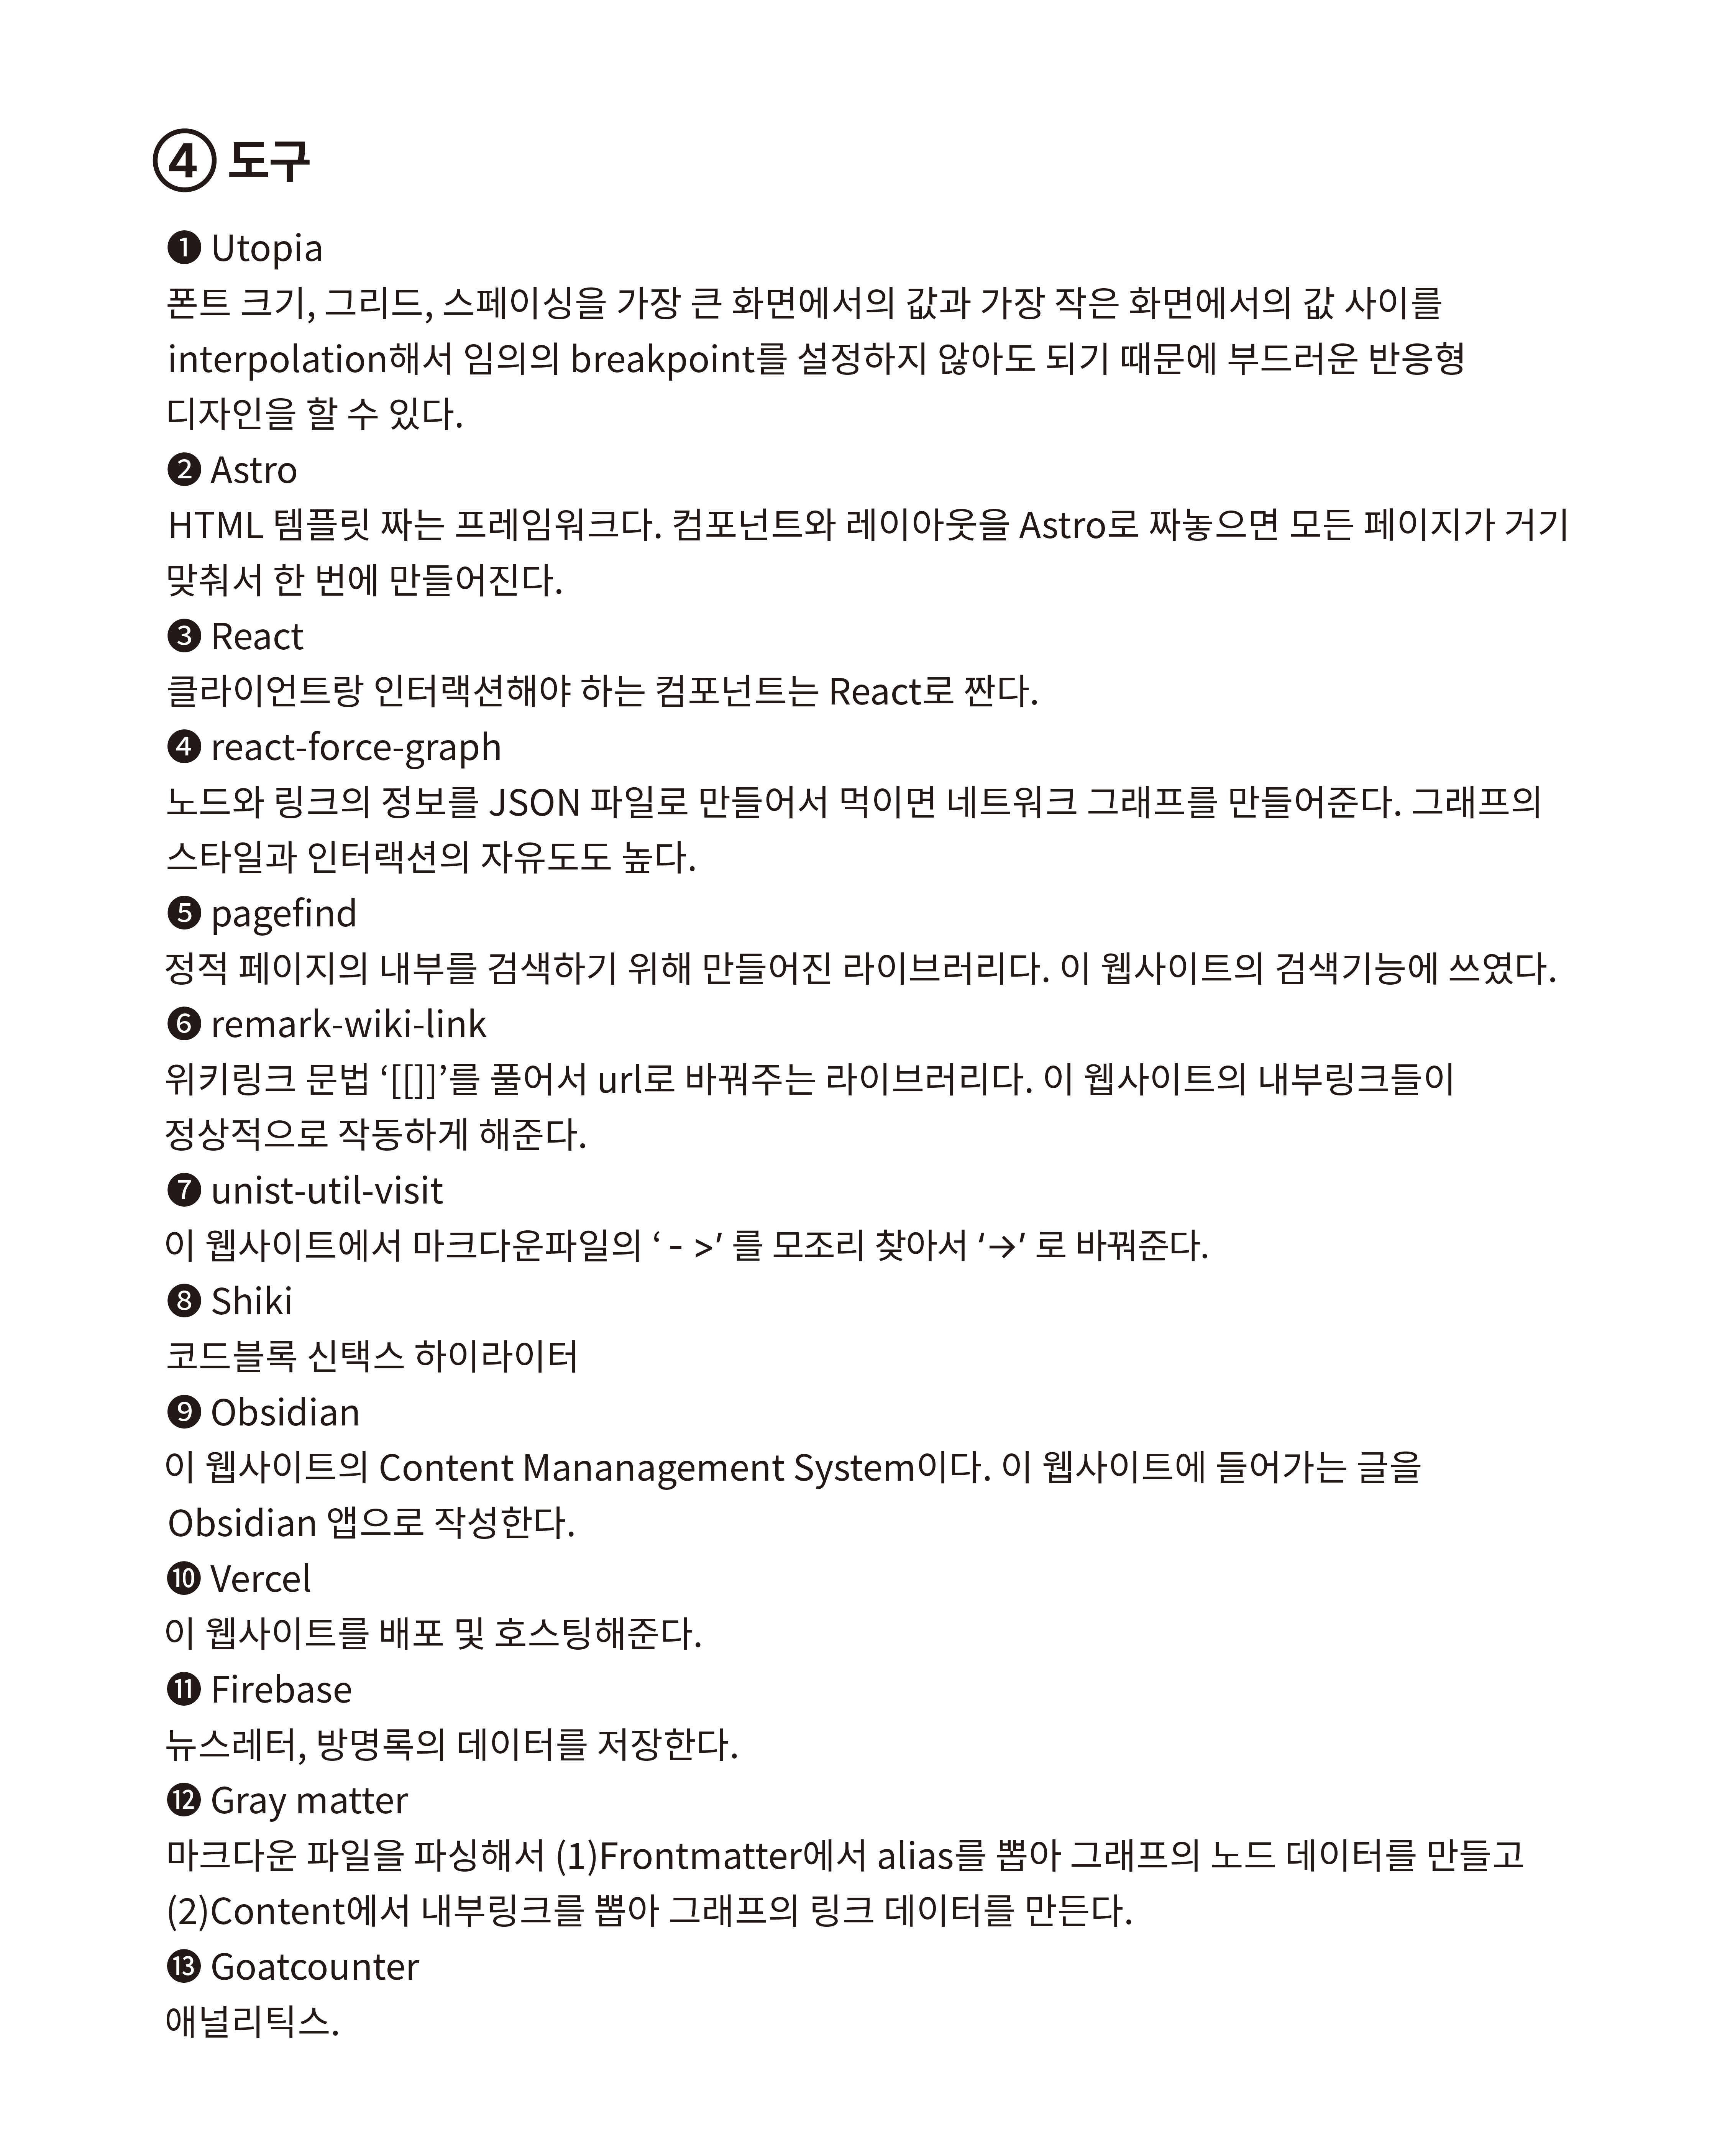 ④ 도구
❶ Utopia
폰트 크기, 그리드, 스페이싱을 가장 큰 화면에서의 값과 가장 작은 화면에서의 값 사이를
interpolation해서 임의의 breakpoint를 설정하지 않아도 되기 때문에 부드러운 반응형
디자인을 할 수 있다.
❷ Astro
HTML 템플릿 짜는 프레임워크다. 컴포넌트와 레이아웃을 Astro로 짜놓으면 모든 페이지가 거기
맞춰서 한 번에 만들어진다.
❸ React
클라이언트랑 인터랙션해야 하는 컴포넌트는 React로 짠다.
❹ react-force-graph
노드와 링크의 정보를 JSON 파일로 만들어서 먹이면 네트워크 그래프를 만들어준다. 그래프의
스타일과 인터랙션의 자유도도 높다.
❺ pagefind
정적 페이지의 내부를 검색하기 위해 만들어진 라이브러리다. 이 웹사이트의 검색기능에 쓰였다.
❻ remark-wiki-link
위키링크 문법 ‘[[]]’를 풀어서 url로 바꿔주는 라이브러리다. 이 웹사이트의 내부링크들이
정상적으로 작동하게 해준다.
❼ unist-util-visit
이 웹사이트에서 마크다운파일의 ‘ - >’ 를 모조리 찾아서 ‘→’ 로 바꿔준다.
❽ Shiki
코드블록 신택스 하이라이터
❾ Obsidian
이 웹사이트의 Content Mananagement System이다. 이 웹사이트에 들어가는 글을
Obsidian 앱으로 작성한다.
❿ Vercel
이 웹사이트를 배포 및 호스팅해준다.
⓫ Firebase
뉴스레터, 방명록의 데이터를 저장한다.
⓬ Gray matter
마크다운 파일을 파싱해서 (1)Frontmatter에서 alias를 뽑아 그래프의 노드 데이터를 만들고
(2)Content에서 내부링크를 뽑아 그래프의 링크 데이터를 만든다.
⓭ Goatcounter
애널리틱스.